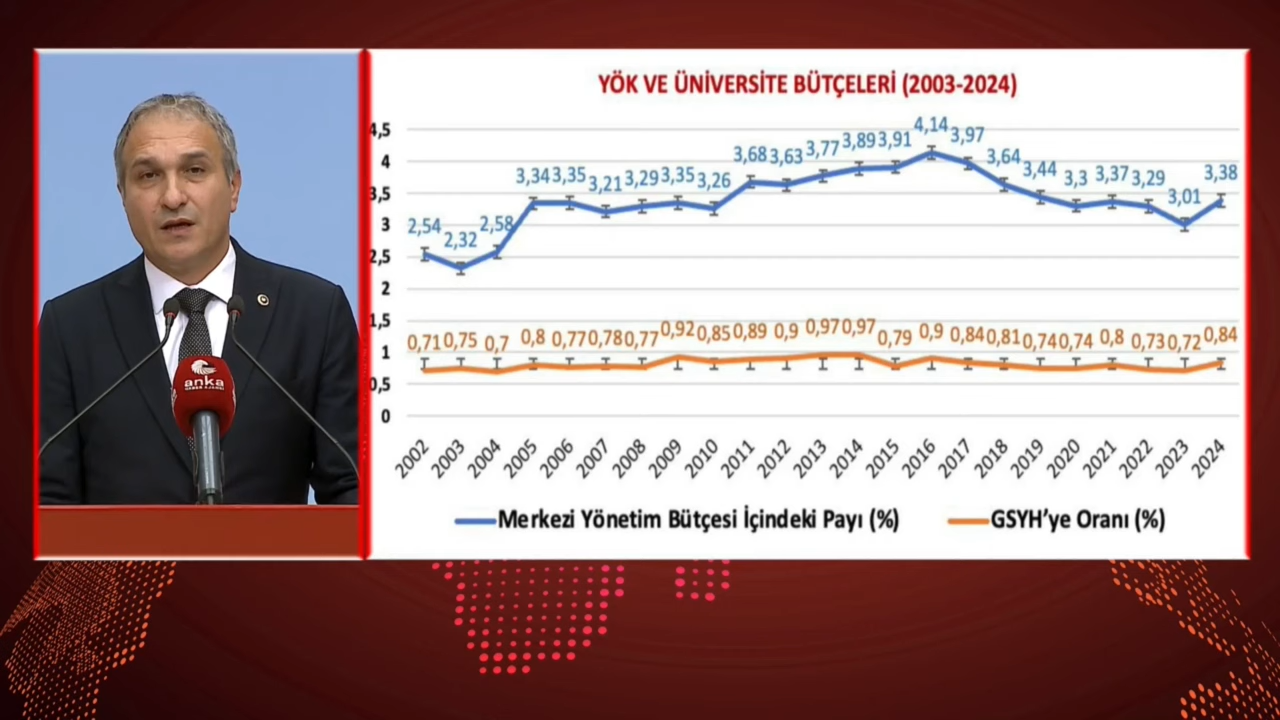 YÖK VE ÜNİVERSİTE BÜTÇELERİ (2003-2024)
4,5
4
3,5
3
2,5
2
1,5
1
0,5
0
2,54 2,32 2,58 3,34 3,35 3,21 3,29 3,35 3,26 3,68 3,63 3,77 3,89 3,91 4,14 3,97 3,64 3,44 3,3 3,37 3,29 3,01 3,38
0,71 0,75 0,7 0,8 0,77 0,78 0,77 0,92 0,85 0,89 0,9 0,97 0,97 0,79 0,9 0,84 0,81 0,74 0,74 0,8 0,73 0,72 0,84
2002 2003 2004 2005 2006 2007 2008 2009 2010 2011 2012 2013 2014 2015 2016 2017 2018 2019 2020 2021 2022 2023 2024
Merkezi Yönetim Bütçesi İçindeki Payı (%) GSYH'ye Oranı (%)
anka
HABER AJANSI